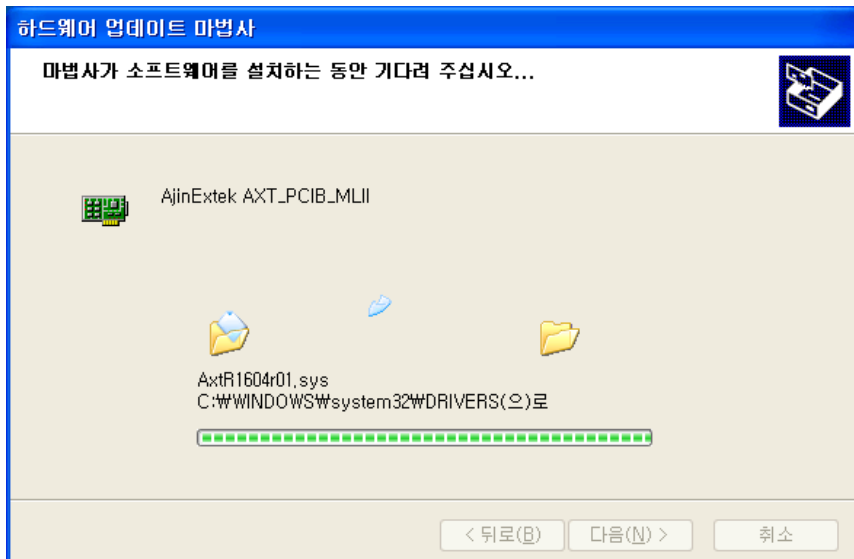 하드웨어 업데이트 마법사
마법사가 소프트웨어를 설치하는 동안 기다려 주십시오...
AjinExtek AXT_PCIB_MLII
AxtR1604r01.sys
C:₩WINDOWS₩system32₩DRIVERS(으)로
< 뒤로(B)
다음(N) >
취소